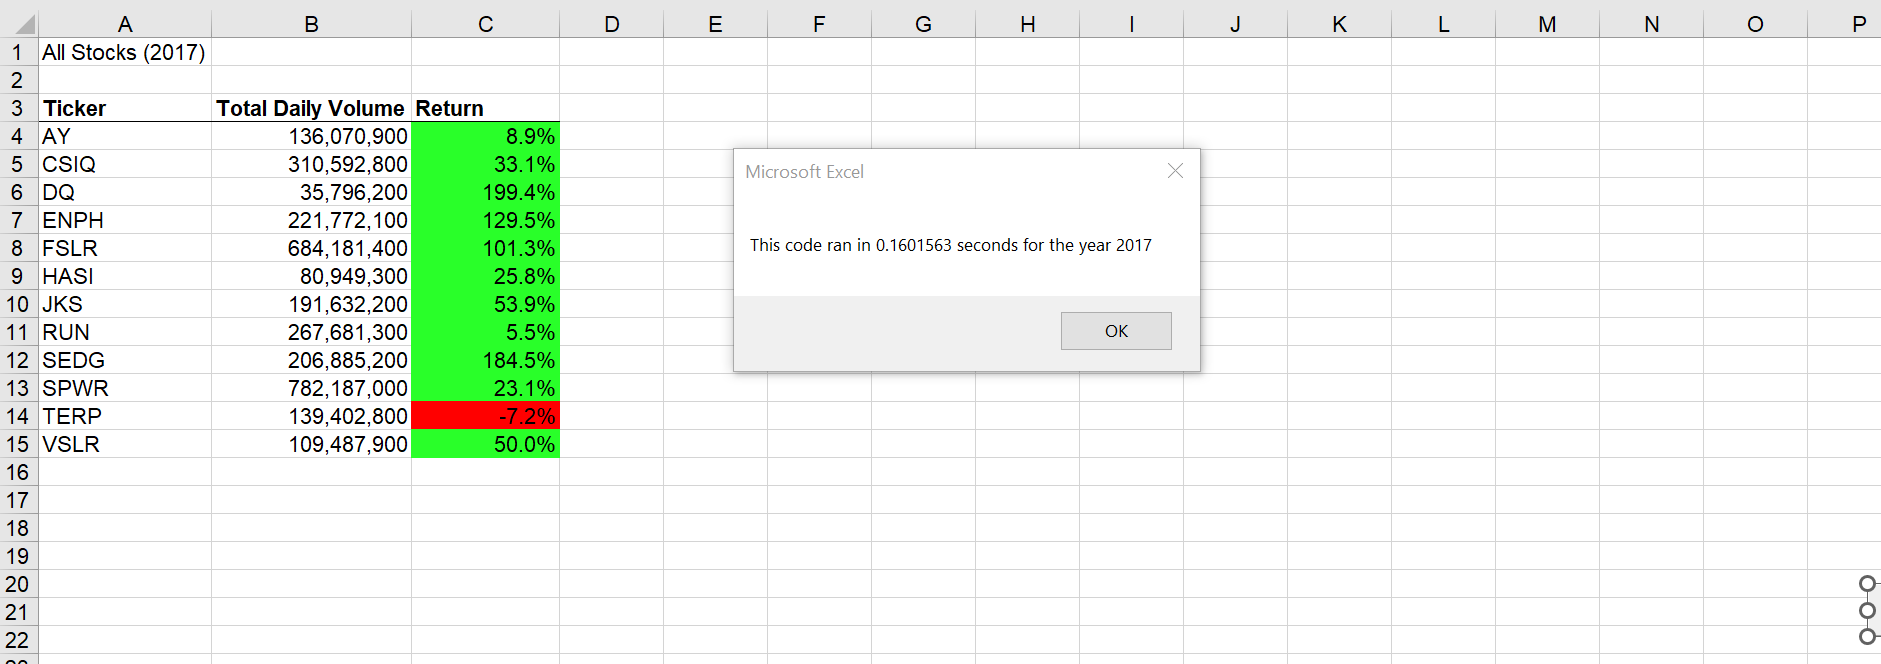 A B C D E F G H I J K L M N O P
1 All Stocks (2017)
2
3 Ticker Total Daily Volume Return
4 AY 136,070,900 8.9%
5 CSIQ 310,592,800 33.1%
6 DQ 35,796,200 199.4%
7 ENPH 221,772,100 129.5%
8 FSLR 684,181,400 101.3%
9 HASI 80,949,300 25.8%
10 JKS 191,632,200 53.9%
11 RUN 267,681,300 5.5%
12 SEDG 206,885,200 184.5%
13 SPWR 782,187,000 23.1%
14 TERP 139,402,800 -7.2%
15 VSLR 109,487,900 50.0%
16
17
18
19
20
21
22
Microsoft Excel
This code ran in 0.1601563 seconds for the year 2017
OK